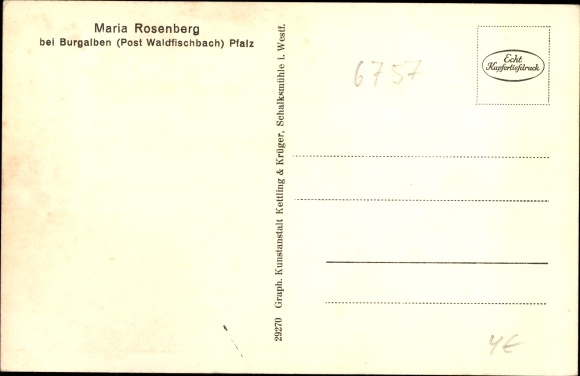 Maria Rosenberg
bei Burgalben (Post Waldfischbach) Pfalz
29270 Graph. Kunstanstalt Kettling & Krüger, Schalksmühle i. Westf.
6757
Echt
Kupfertiefdruck
4€